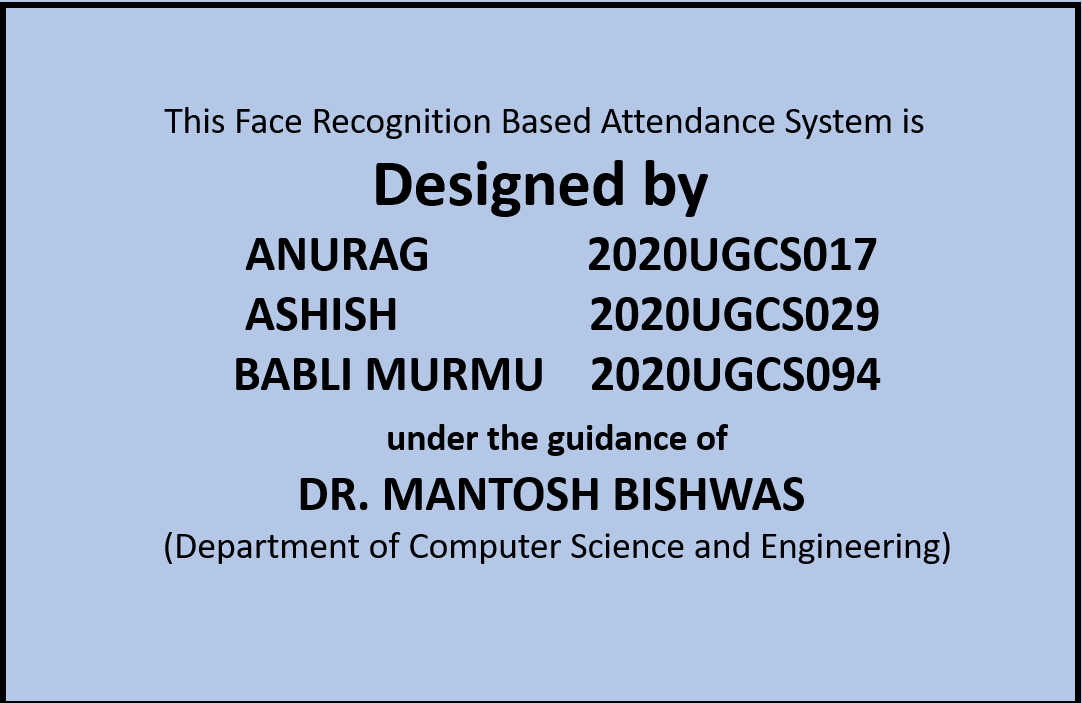 This Face Recognition Based Attendance System is
Designed by
ANURAG 2020UGCS017
ASHISH 2020UGCS029
BABLI MURMU 2020UGCS094
under the guidance of
DR. MANTOSH BISHWAS
(Department of Computer Science and Engineering)